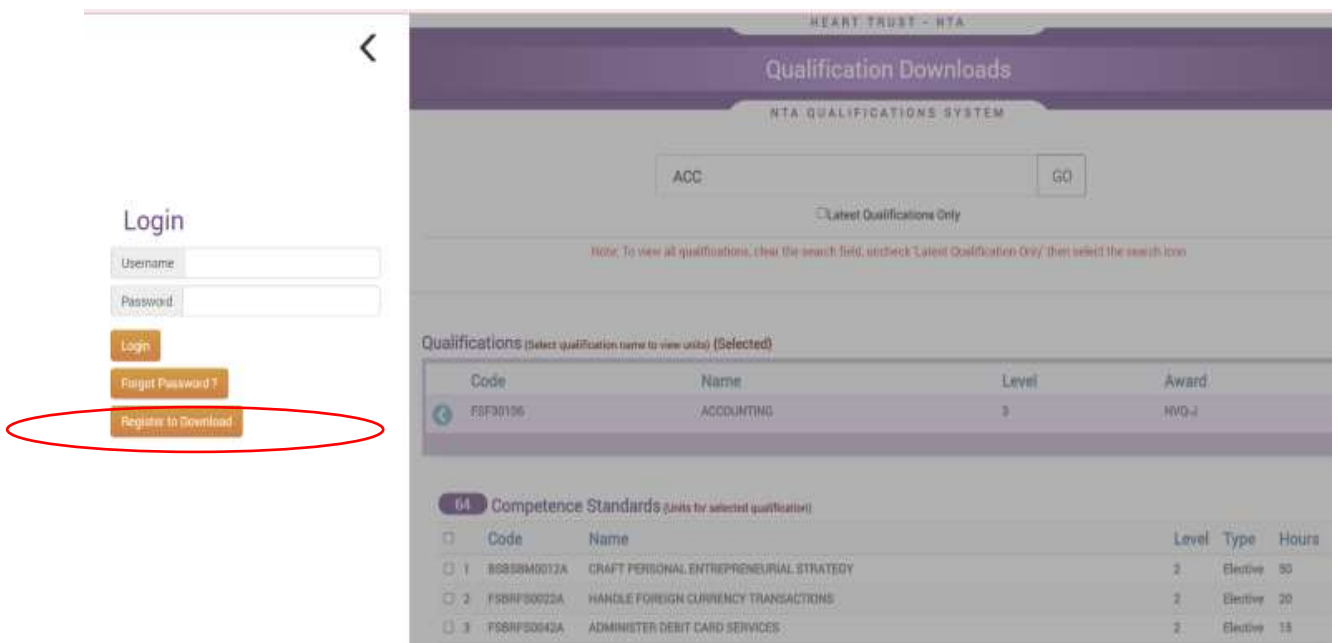 HEART TRUST - NTA
Qualification Downloads
NTA QUALIFICATIONS SYSTEM
ACC
GO
Latest Qualifications Only
Note: To view all qualifications, clear the search field, uncheck 'Latest Qualification Only' then select the search icon
Login
Username
Password
Login
Forgot Password ?
Register to Download
Qualifications (Select qualification name to view units) (Selected)
Code Name Level Award
FSF30106 ACCOUNTING 3 NVQ-J
64 Competence Standards (Units for selected qualification)
Code Name Level Type Hours
1 BSBSBM0012A CRAFT PERSONAL ENTREPRENEURIAL STRATEGY 2 Elective 50
2 FSBRFS0022A HANDLE FOREIGN CURRENCY TRANSACTIONS 2 Elective 20
3 FSBRFS0042A ADMINISTER DEBIT CARD SERVICES 2 Elective 15